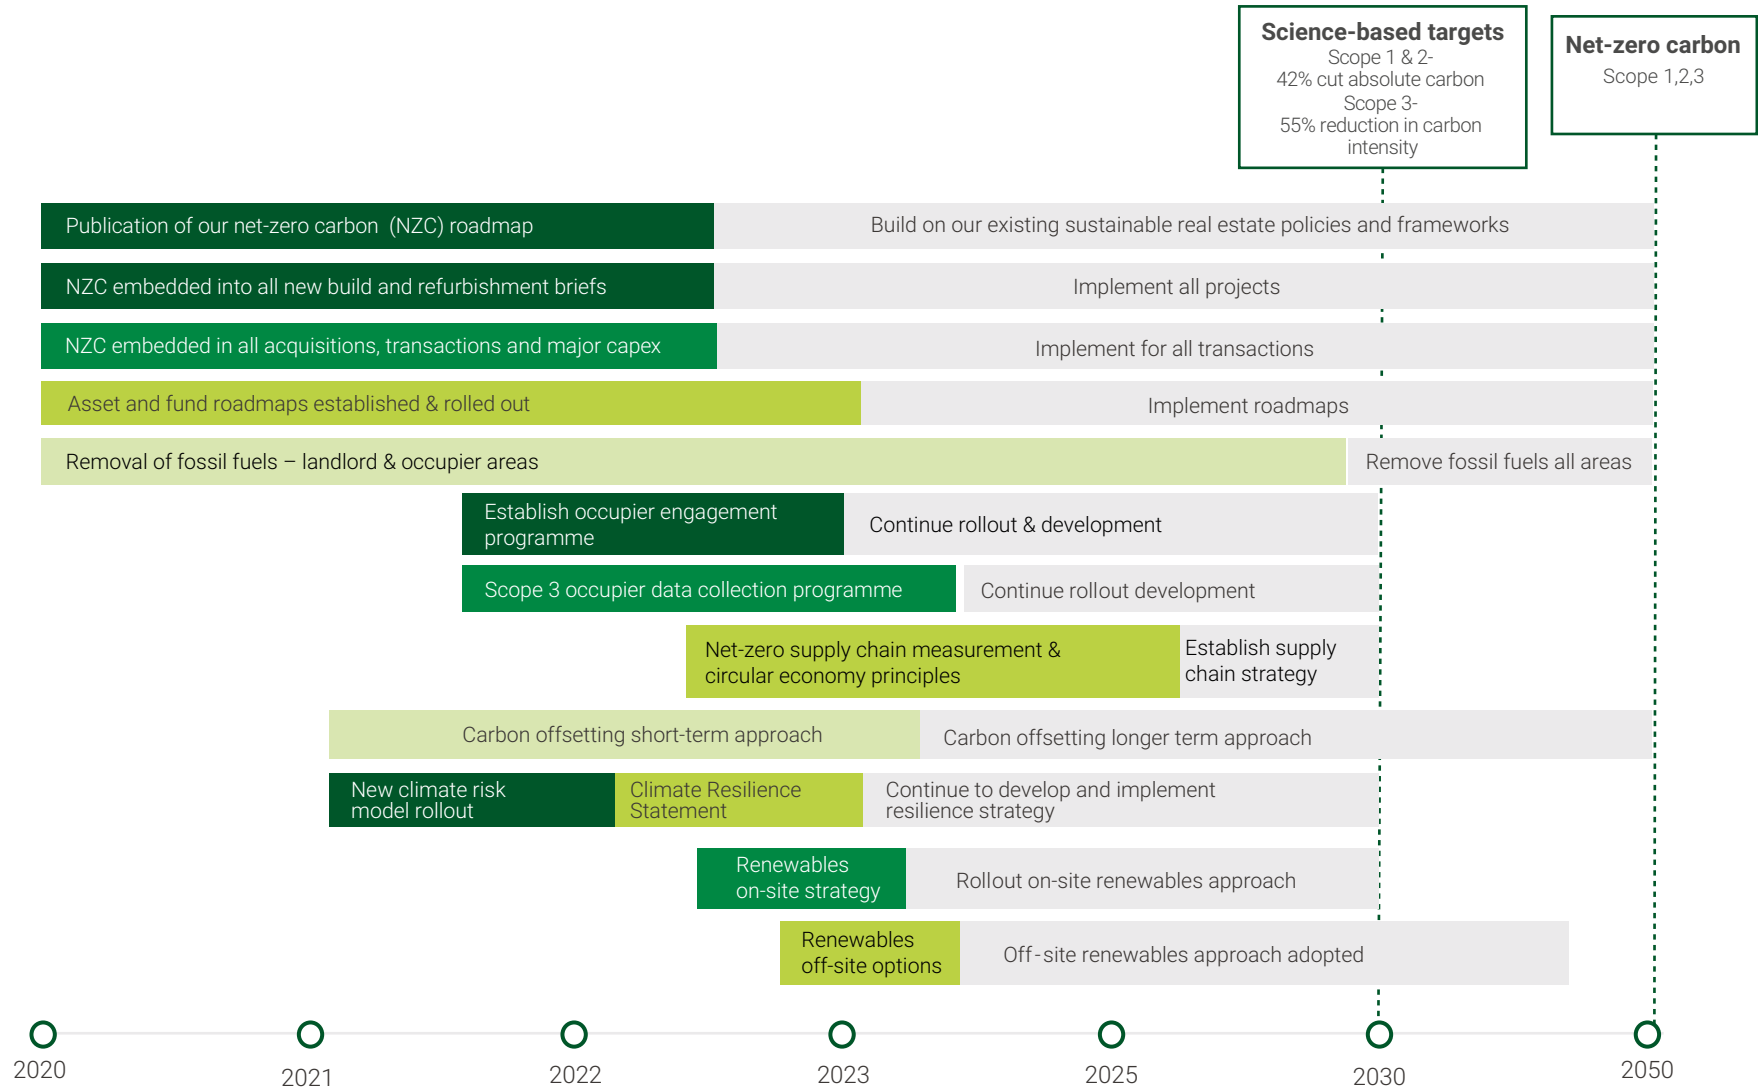 Science-based targets
Scope 1 & 2-
42% cut absolute carbon
Scope 3-
55% reduction in carbon
intensity
Net-zero carbon
Scope 1,2,3
Publication of our net-zero carbon (NZC) roadmap
Build on our existing sustainable real estate policies and frameworks
NZC embedded into all new build and refurbishment briefs
Implement all projects
NZC embedded in all acquisitions, transactions and major capex
Implement for all transactions
Asset and fund roadmaps established & rolled out
Implement roadmaps
Removal of fossil fuels – landlord & occupier areas
Remove fossil fuels all areas
Establish occupier engagement
programme
Continue rollout & development
Scope 3 occupier data collection programme
Continue rollout development
Net-zero supply chain measurement &
circular economy principles
Establish supply
chain strategy
Carbon offsetting short-term approach
Carbon offsetting longer term approach
New climate risk
model rollout
Climate Resilience
Statement
Continue to develop and implement
resilience strategy
Renewables
on-site strategy
Rollout on-site renewables approach
Renewables
off-site options
Off-site renewables approach adopted
2020
2021
2022
2023
2025
2030
2050